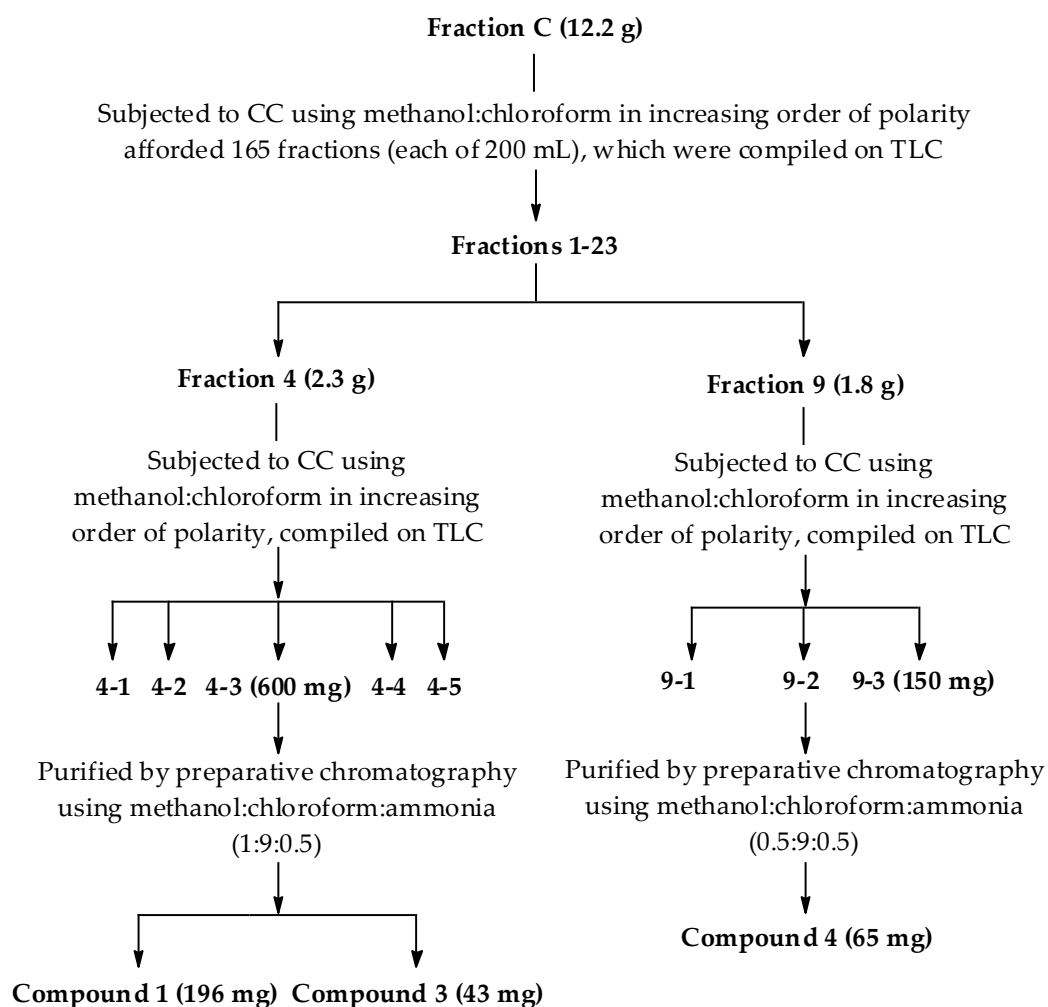 Fraction C (12.2 g)
Subjected to CC using methanol:chloroform in increasing order of polarity
afforded 165 fractions (each of 200 mL), which were compiled on TLC
Fractions 1-23
Fraction 4 (2.3 g)
Subjected to CC using
methanol:chloroform in increasing
order of polarity, compiled on TLC
4-1 4-2 4-3 (600 mg) 4-4 4-5
Purified by preparative chromatography
using methanol:chloroform:ammonia
(1:9:0.5)
Compound 1 (196 mg) Compound 3 (43 mg)
Fraction 9 (1.8 g)
Subjected to CC using
methanol:chloroform in increasing
order of polarity, compiled on TLC
9-1 9-2 9-3 (150 mg)
Purified by preparative chromatography
using methanol:chloroform:ammonia
(0.5:9:0.5)
Compound 4 (65 mg)